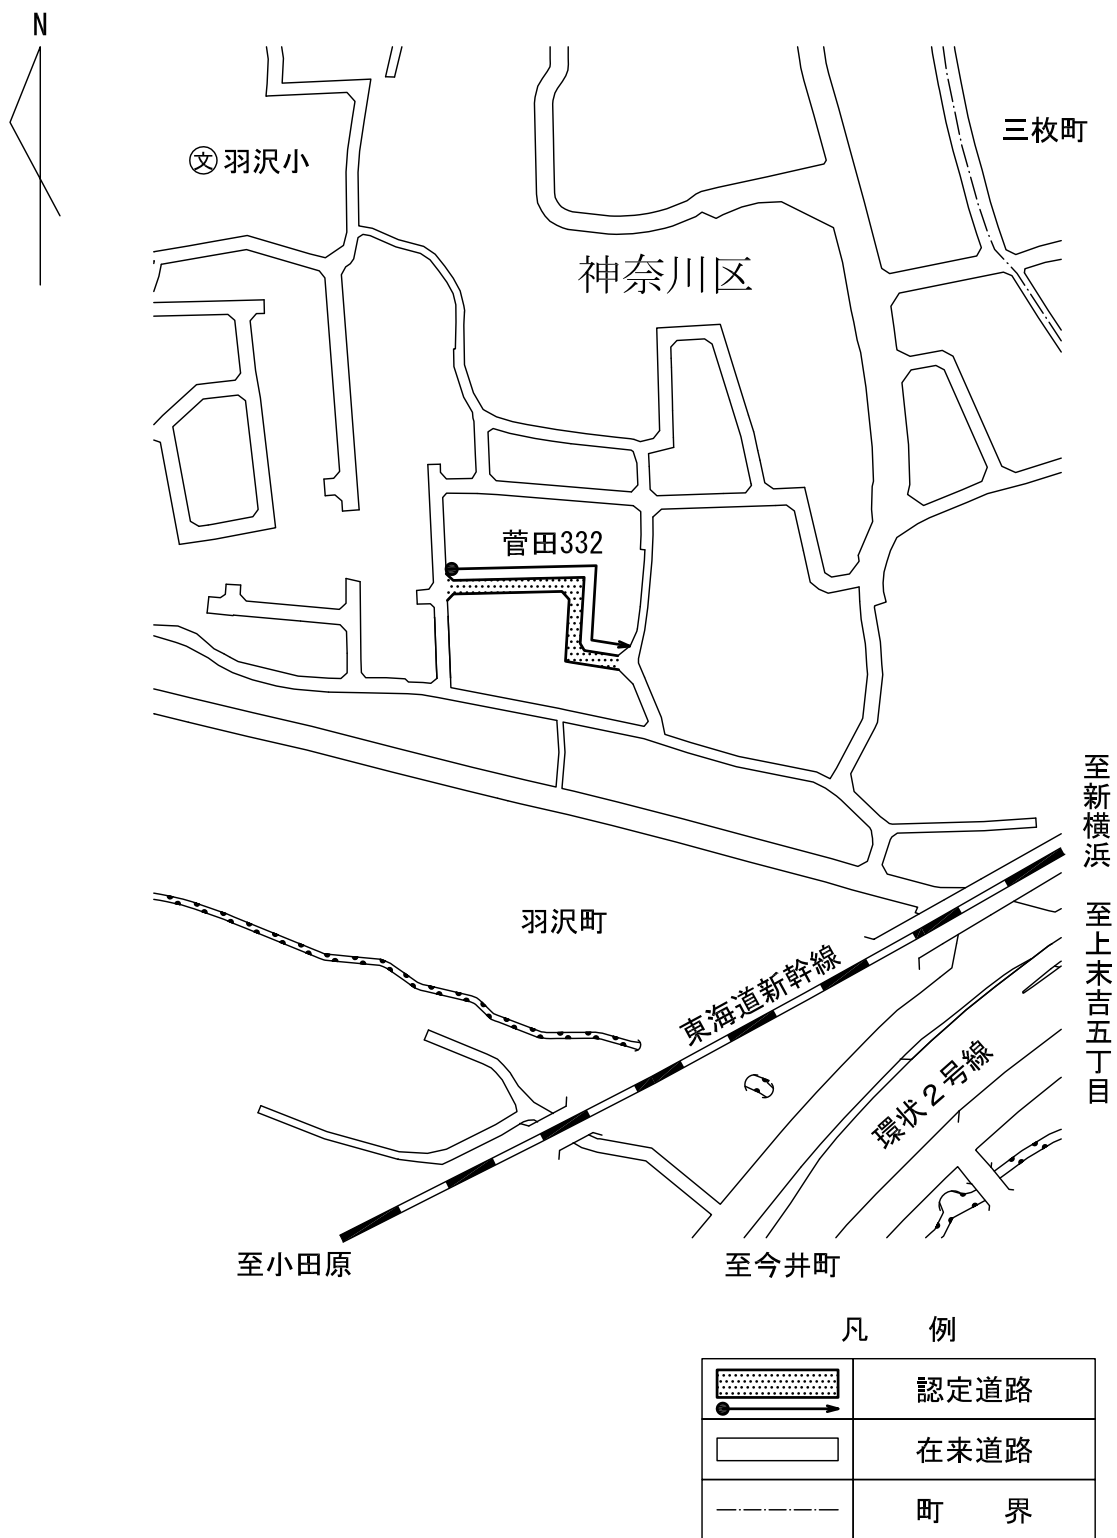 N
三枚町
文 羽沢小
神奈川区
菅田332
至新横浜
至上末吉五丁目
羽沢町
東海道新幹線
環状2号線
至小田原
至今井町
凡 例
認定道路
在来道路
町 界